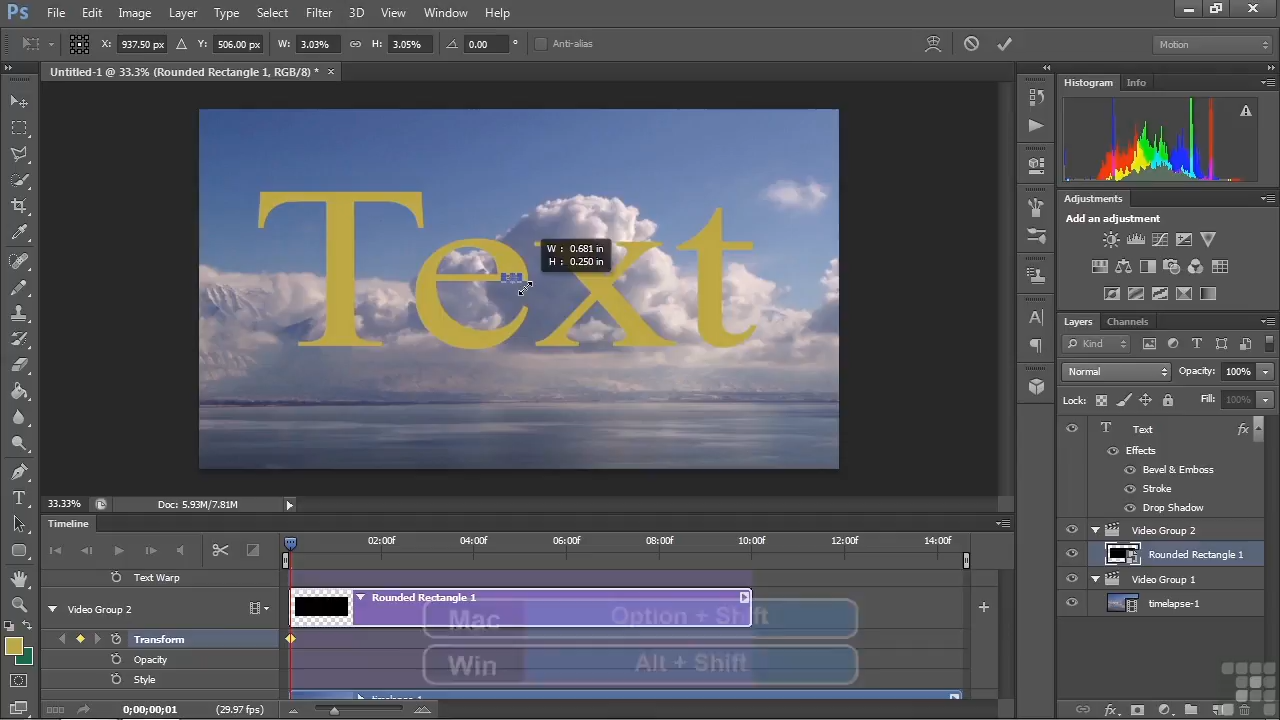 Ps File Edit Image Layer Type Select Filter 3D View Window Help
X: 937.50 px Y: 506.00 px W: 3.03% H: 3.05% 0.00 ° Anti-alias Motion
Untitled-1 @ 33.3% (Rounded Rectangle 1, RGB/8) * ×
Histogram Info
Adjustments
Add an adjustment
Text
W : 0.681 in
H : 0.250 in
Layers Channels
Kind
Normal Opacity: 100%
Lock: Fill: 100%
T Text fx
Effects
Bevel & Emboss
Stroke
Drop Shadow
Video Group 2
Rounded Rectangle 1
Video Group 1
timelapse-1
33.33% Doc: 5.93M/7.81M
Timeline
02:00f 04:00f 06:00f 08:00f 10:00f 12:00f 14:00f
Text Warp
Video Group 2 Rounded Rectangle 1
Mac Option + Shift
Transform
Opacity
Win Alt + Shift
Style
timelapse-1
0;00;00;01 (29.97 fps)
fx